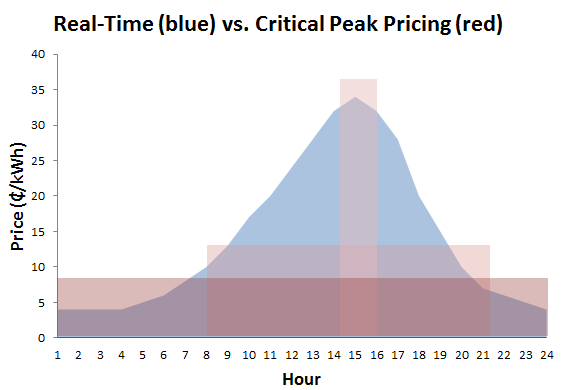 Real-Time (blue) vs. Critical Peak Pricing (red)
Price (₵/kWh)
40
35
30
25
20
15
10
5
0
1 2 3 4 5 6 7 8 9 10 11 12 13 14 15 16 17 18 19 20 21 22 23 24
Hour